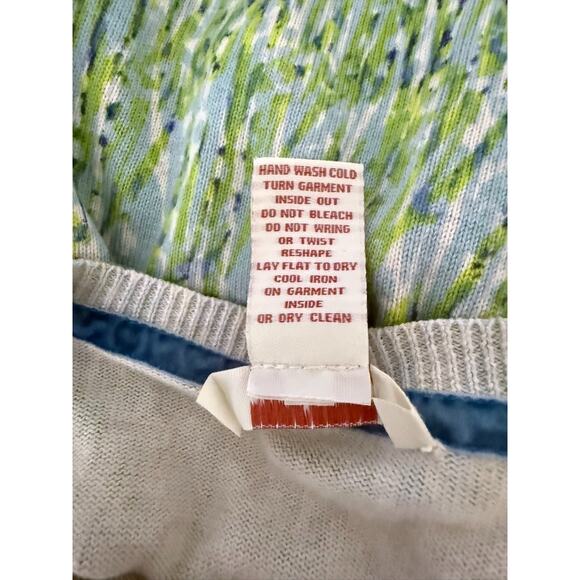 HAND WASH COLD
TURN GARMENT
INSIDE OUT
DO NOT BLEACH
DO NOT WRING
OR TWIST
RESHAPE
LAY FLAT TO DRY
COOL IRON
ON GARMENT
INSIDE
OR DRY CLEAN